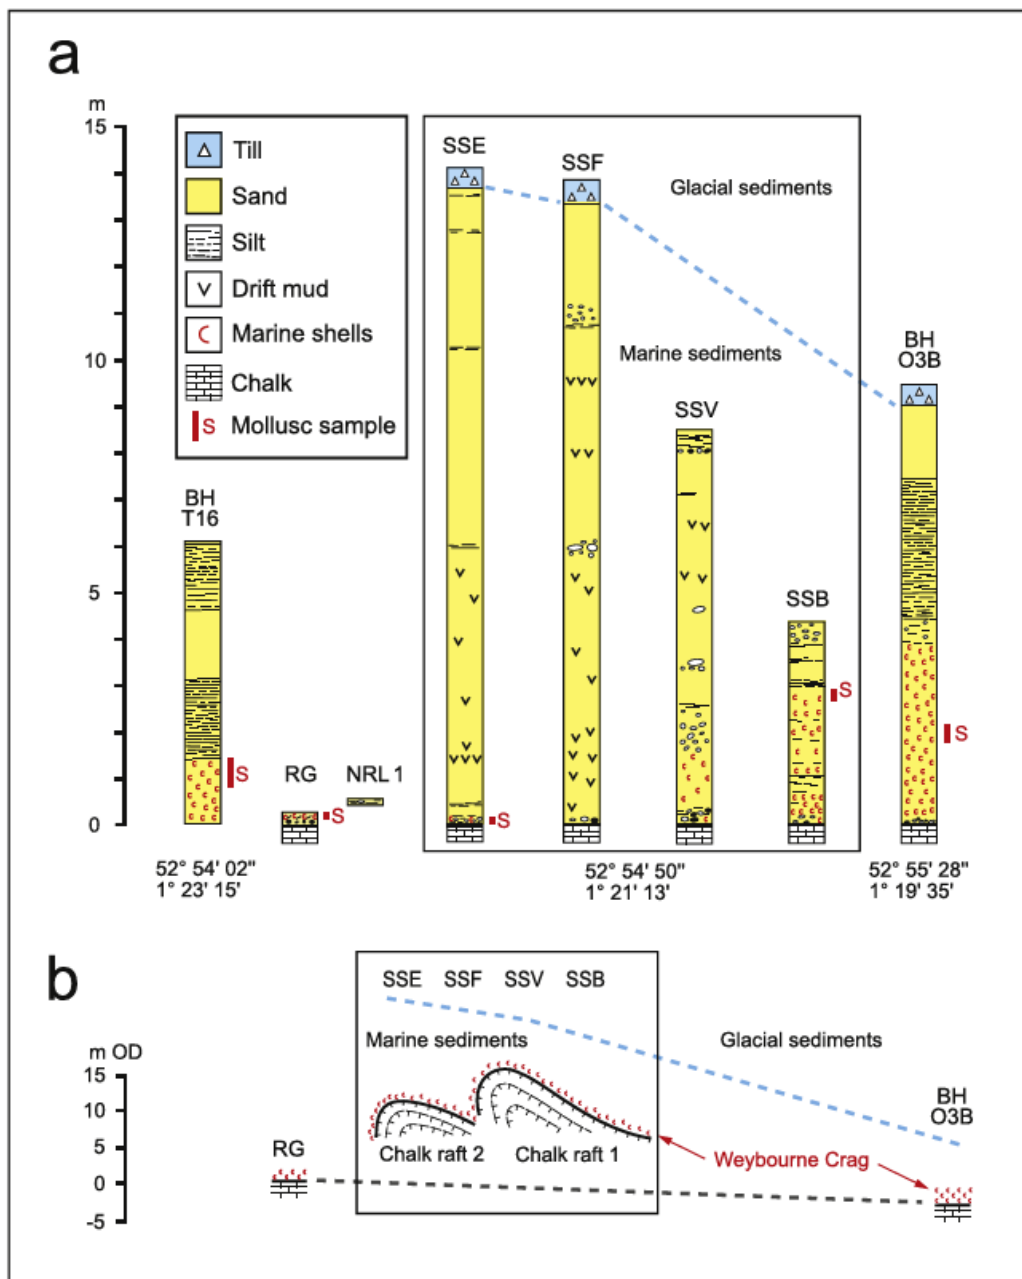 a
m
15
10
5
0
Till
Sand
Silt
Drift mud
Marine shells
Chalk
S Mollusc sample
SSE
SSF
Glacial sediments
Marine sediments
BH
O3B
SSV
BH
T16
SSB
S
S
S
RG
NRL 1
S
S
52° 54' 02"
1° 23' 15'
52° 54' 50"
1° 21' 13'
52° 55' 28"
1° 19' 35'
b
SSE SSF SSV SSB
Marine sediments
Glacial sediments
m OD
15
10
5
0
-5
BH
O3B
RG
Chalk raft 2
Chalk raft 1
Weybourne Crag